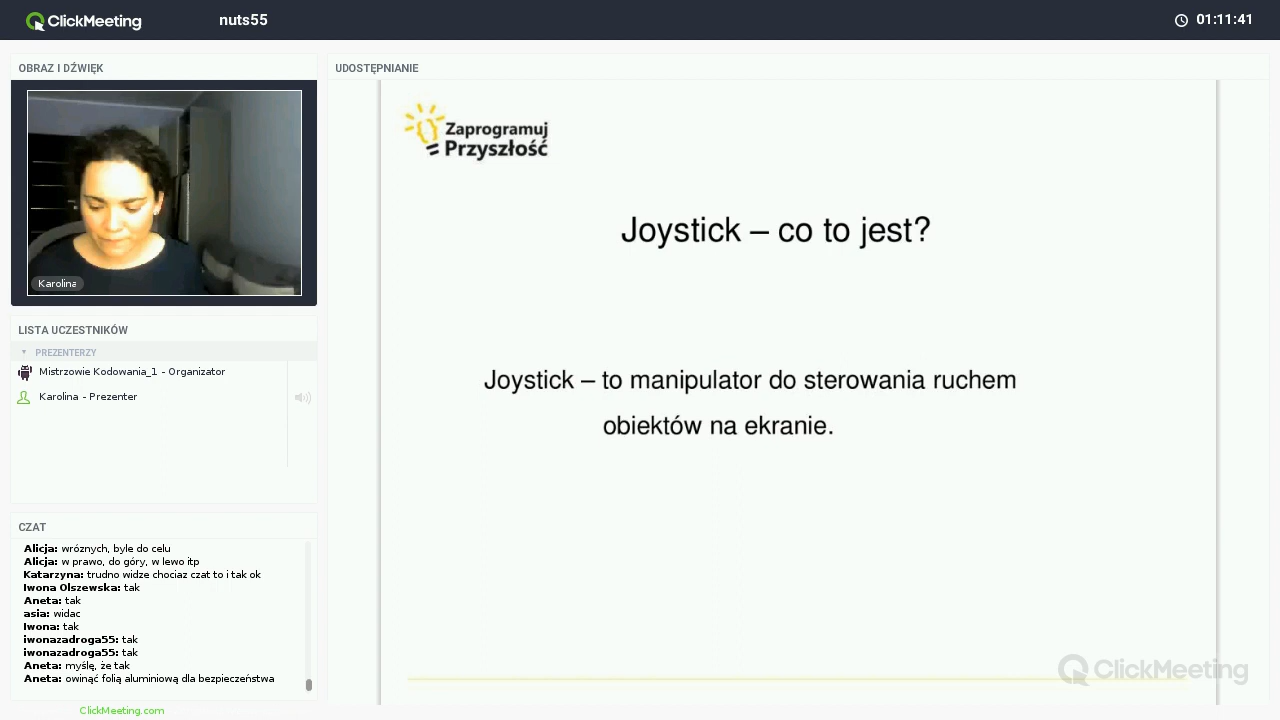 ClickMeeting
nuts55
01:11:41
OBRAZ I DŹWIĘK
Karolina
LISTA UCZESTNIKÓW
PREZENTERZY
Mistrzowie Kodowania_1 - Organizator
Karolina - Prezenter
CZAT
Alicja: wróznych, byle do celu
Alicja: w prawo, do góry, w lewo itp
Katarzyna: trudno widze chociaz czat to i tak ok
Iwona Olszewska: tak
Aneta: tak
asia: widac
Iwona: tak
iwonazadroga55: tak
iwonazadroga55: tak
Aneta: myślę, że tak
Aneta: owinąć folią aluminiową dla bezpieczeństwa
ClickMeeting.com
UDOSTĘPNIANIE
Zaprogramuj
Przyszłość
Joystick – co to jest?
Joystick – to manipulator do sterowania ruchem
obiektów na ekranie.
ClickMeeting